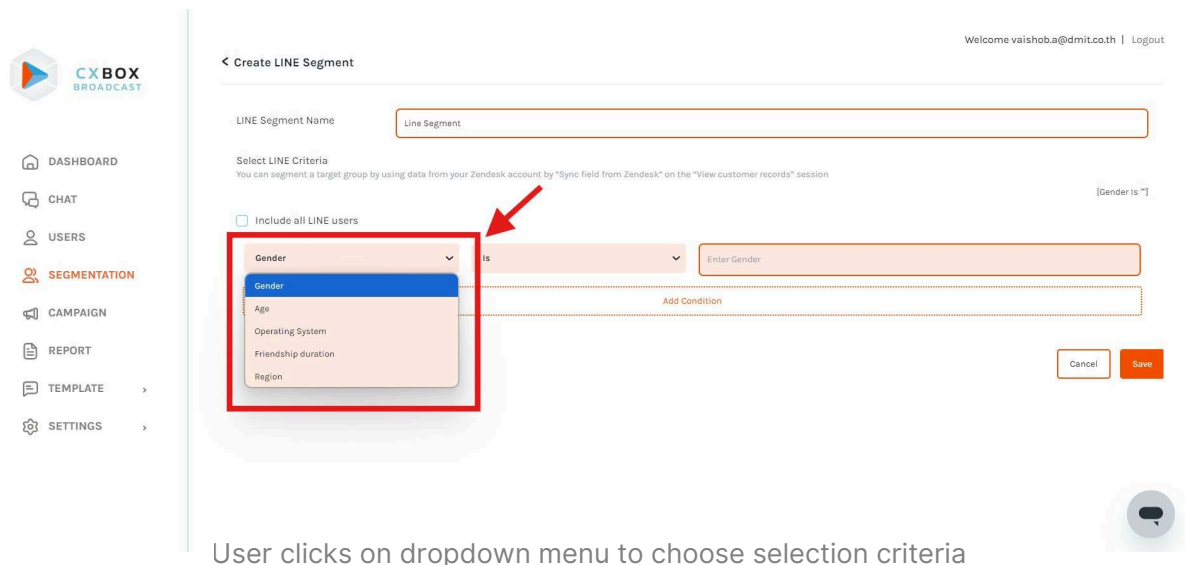 Welcome vaishob.a@dmit.co.th | Logout
CXBOX
BROADCAST
< Create LINE Segment
LINE Segment Name
Line Segment
DASHBOARD
CHAT
USERS
SEGMENTATION
CAMPAIGN
REPORT
TEMPLATE >
SETTINGS >
Select LINE Criteria
You can segment a target group by using data from your Zendesk account by "Sync field from Zendesk" on the "View customer records" session
[Gender Is ""]
Include all LINE users
Gender
Is
Enter Gender
Gender
Age
Operating System
Friendship duration
Region
Add Condition
Cancel
Save
User clicks on dropdown menu to choose selection criteria